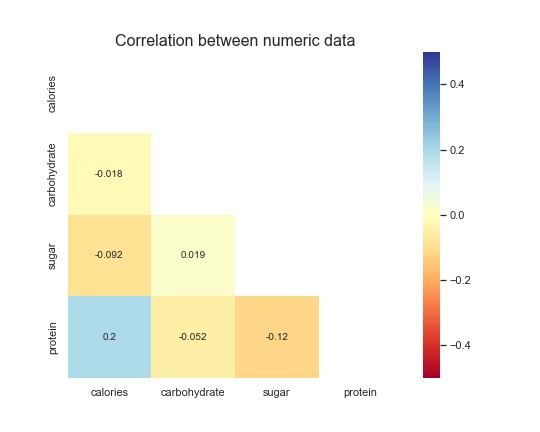 Correlation between numeric data
calories
carbohydrate
-0.018
sugar
-0.092 0.019
protein
0.2 -0.052 -0.12
calories carbohydrate sugar protein
0.4
0.2
0.0
-0.2
-0.4